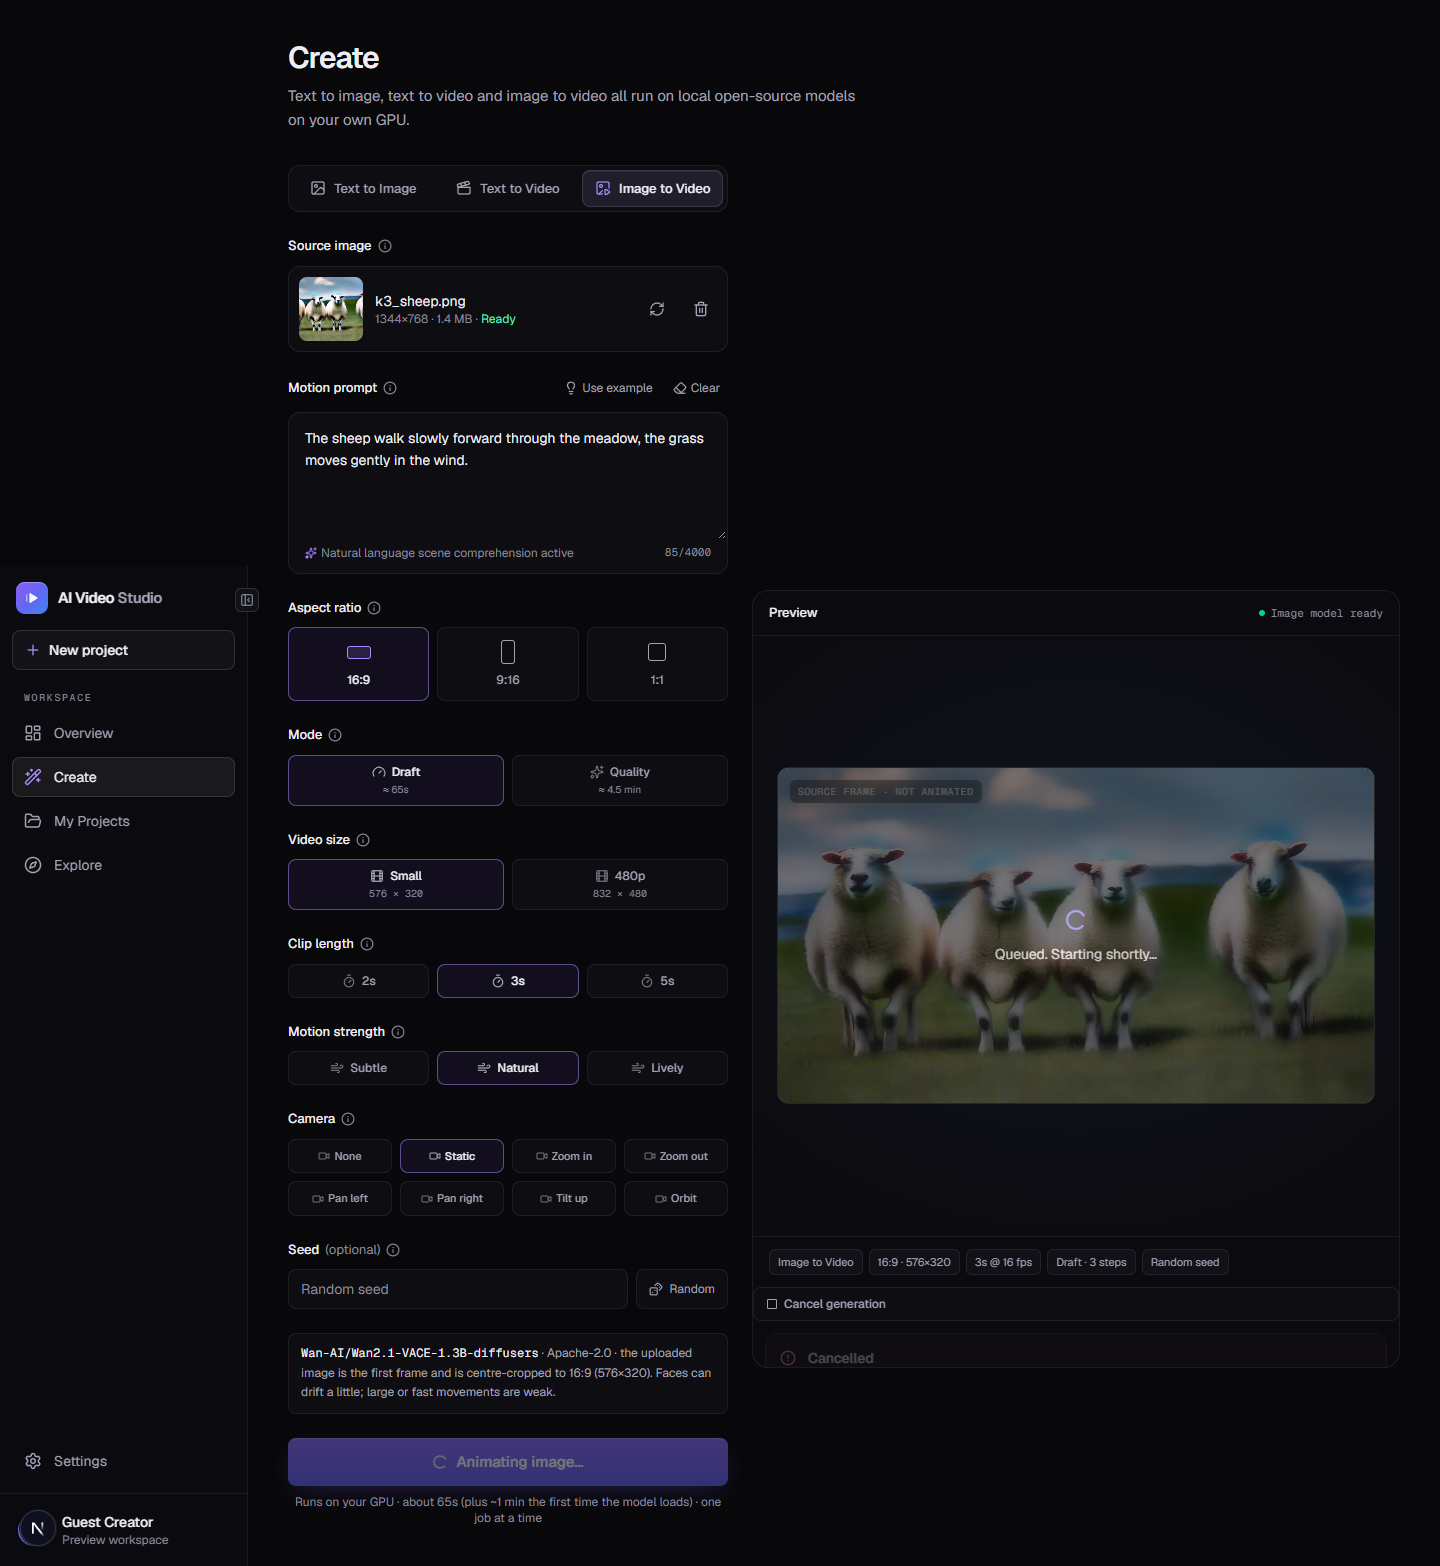 Create
Text to image, text to video and image to video all run on local open-source models
on your own GPU.
Text to Image
Text to Video
Image to Video
Source image
k3_sheep.png
1344×768 · 1.4 MB · Ready
Motion prompt
Use example
Clear
The sheep walk slowly forward through the meadow, the grass
moves gently in the wind.
Natural language scene comprehension active
85/4000
AI Video Studio
New project
WORKSPACE
Overview
Create
My Projects
Explore
Settings
Guest Creator
Preview workspace
Aspect ratio
16:9
9:16
1:1
Mode
Draft
≈ 65s
Quality
≈ 4.5 min
Video size
Small
576 × 320
480p
832 × 480
Clip length
2s
3s
5s
Motion strength
Subtle
Natural
Lively
Camera
None
Static
Zoom in
Zoom out
Pan left
Pan right
Tilt up
Orbit
Seed (optional)
Random seed
Random
Wan-AI/Wan2.1-VACE-1.3B-diffusers · Apache-2.0 · the uploaded
image is the first frame and is centre-cropped to 16:9 (576×320). Faces can
drift a little; large or fast movements are weak.
Animating image…
Runs on your GPU · about 65s (plus ~1 min the first time the model loads) · one
job at a time
Preview
Image model ready
SOURCE FRAME - NOT ANIMATED
Queued. Starting shortly…
Image to Video
16:9 · 576×320
3s @ 16 fps
Draft · 3 steps
Random seed
Cancel generation
Cancelled